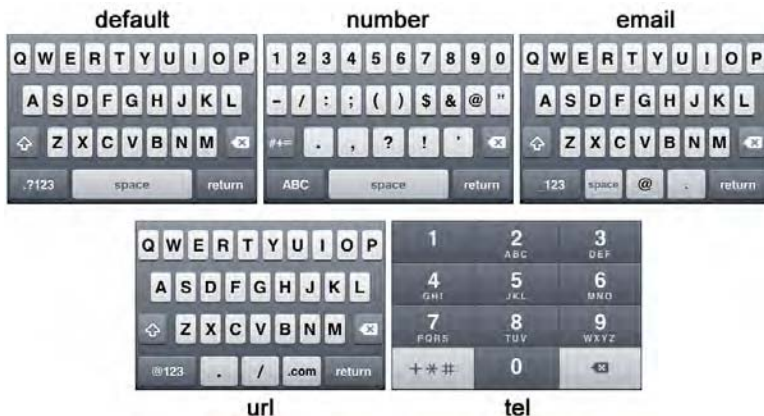 default number email
Q W E R T Y U I O P
A S D F G H J K L
Z X C V B N M
.?123 space return
1 2 3 4 5 6 7 8 9 0
- / : ; ( ) $ & @ "
#+= . , ? ! '
ABC space return
Q W E R T Y U I O P
A S D F G H J K L
Z X C V B N M
123 space @ . return
Q W E R T Y U I O P
A S D F G H J K L
Z X C V B N M
@123 . / .com return
1 2 ABC 3 DEF
4 GHI 5 JKL 6 MNO
7 PQRS 8 TUV 9 WXYZ
+*# 0
url tel